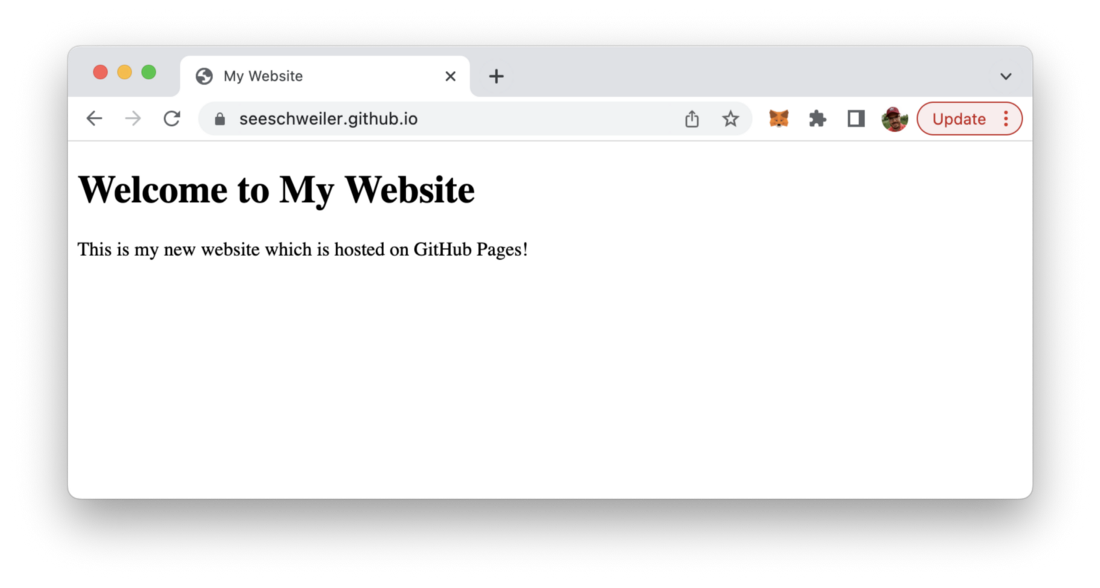 My Website
seeschweiler.github.io
Update
Welcome to My Website
This is my new website which is hosted on GitHub Pages!